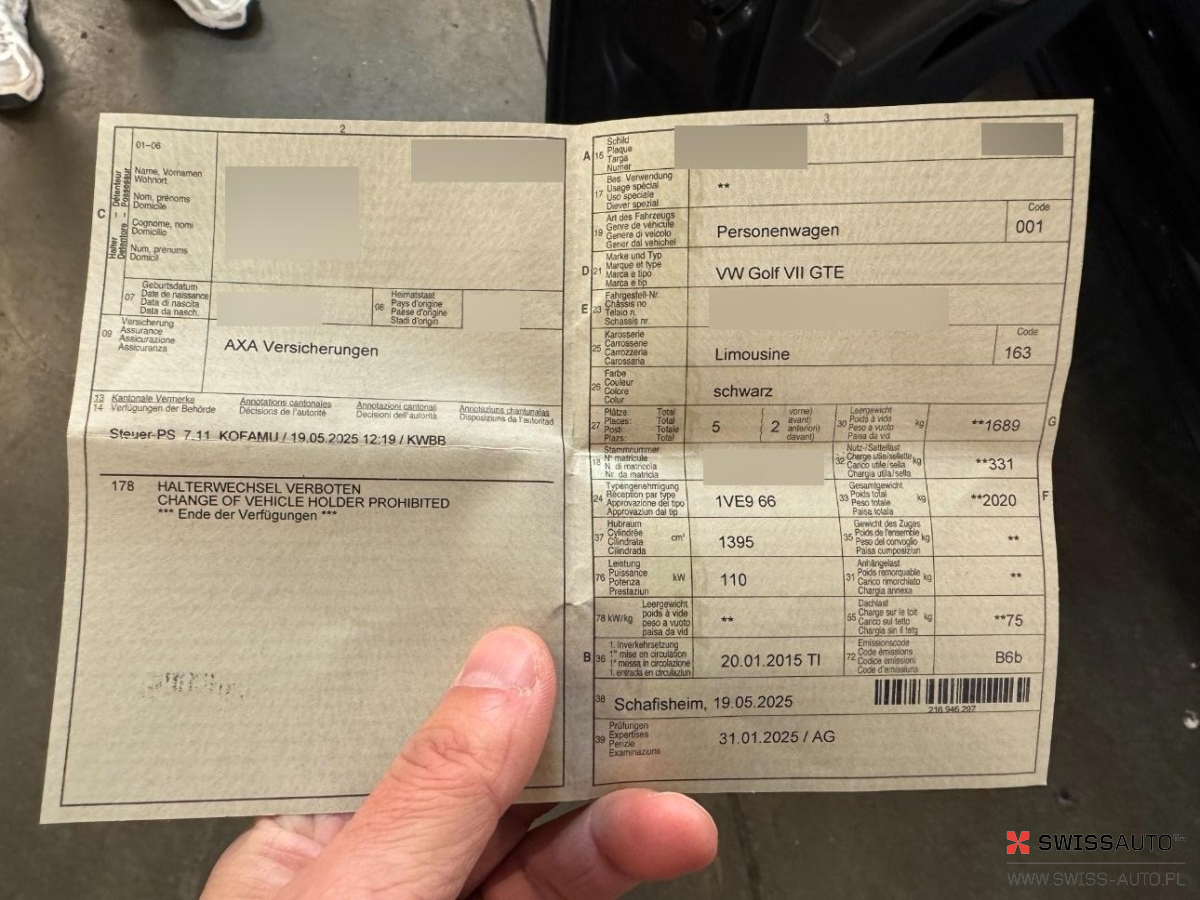 2
01-06
C
Halter - Détenteur
Detentore - Possessur
Name, Vornamen
Wohnort
Nom, prénoms
Domicile
Cognome, nomi
Domicilio
Num, prenums
Domicil
07
Geburtsdatum
Date de naissance
Data di nascita
Data da nasch.
08
Heimatstaat
Pays d'origine
Paese d'origine
Stadi d'origin
09
Versicherung
Assurance
Assicurazione
Assicuranza
AXA Versicherungen
13 Kantonale Vermerke Annotations cantonales Annotazioni cantonali Annotaziuns chantunalas
14 Verfügungen der Behörde Décisions de l'autorité Decisioni dell'autorità Disposiziuns da l'autoritad
Steuer-PS 7.11 KOFAMU / 19.05.2025 12:19 / KWBB
178 HALTERWECHSEL VERBOTEN
CHANGE OF VEHICLE HOLDER PROHIBITED
*** Ende der Verfügungen ***
3
A 15
Schild
Plaque
Targa
Numer
17
Bes. Verwendung
Usage spécial
Uso speciale
Diever spezial
**
19
Art des Fahrzeugs
Genre de véhicule
Genere di veicolo
Gener dal vehichel
Personenwagen
Code
001
D 21
Marke und Typ
Marque et type
Marca e tipo
Marca e tip
VW Golf VII GTE
E 23
Fahrgestell-Nr.
Châssis no
Telaio n.
Schassis nr.
25
Karosserie
Carrosserie
Carrozzeria
Carossaria
Limousine
Code
163
26
Farbe
Couleur
Colore
Colur
schwarz
27
Plätze: Total
Places: Total
Posti: Totale
Plazs: Total
5
( vorne)
( avant)
( anteriori)
( davant)
2
30
Leergewicht
Poids à vide
Peso a vuoto
Paisa da vid
kg
**1689
G
18
Stammnummer
N° matricule
N. di matricola
Nr. da matricla
32
Nutz-/Sattellast
Charge utile/sellette
Carico utile/sella
Chargia utila/sella
kg
**331
24
Typengenehmigung
Réception par type
Approvazione del tipo
Approvaziun dal tip
1VE9 66
33
Gesamtgewicht
Poids total
Peso totale
Paisa totala
kg
**2020
F
37
Hubraum
Cylindrée
Cilindrata
Cilindrada
cm³
1395
35
Gewicht des Zuges
Poids de l'ensemble
Peso del convoglio
Paisa cumposiziun
kg
**
76
Leistung
Puissance
Potenza
Prestaziun
kW
110
31
Anhängelast
Poids remorquable
Carico rimorchiato
Chargia annexa
kg
**
78 kW/kg
Leergewicht
poids à vide
peso a vuoto
paisa da vid
**
55
Dachlast
Charge sur le toit
Carico sul tetto
Chargia sin il tetg
kg
**75
B 36
1. Inverkehrsetzung
1re mise en circulation
1a messa in circolazione
1. entrada en circulaziun
20.01.2015 TI
72
Emissionscode
Code émissions
Codice emissioni
Code d'emissiuns
B6b
38
Schafisheim, 19.05.2025
216 946 297
39
Prüfungen
Expertises
Perizie
Examinaziuns
31.01.2025 / AG
SWISSAUTO
WWW.SWISS-AUTO.PL